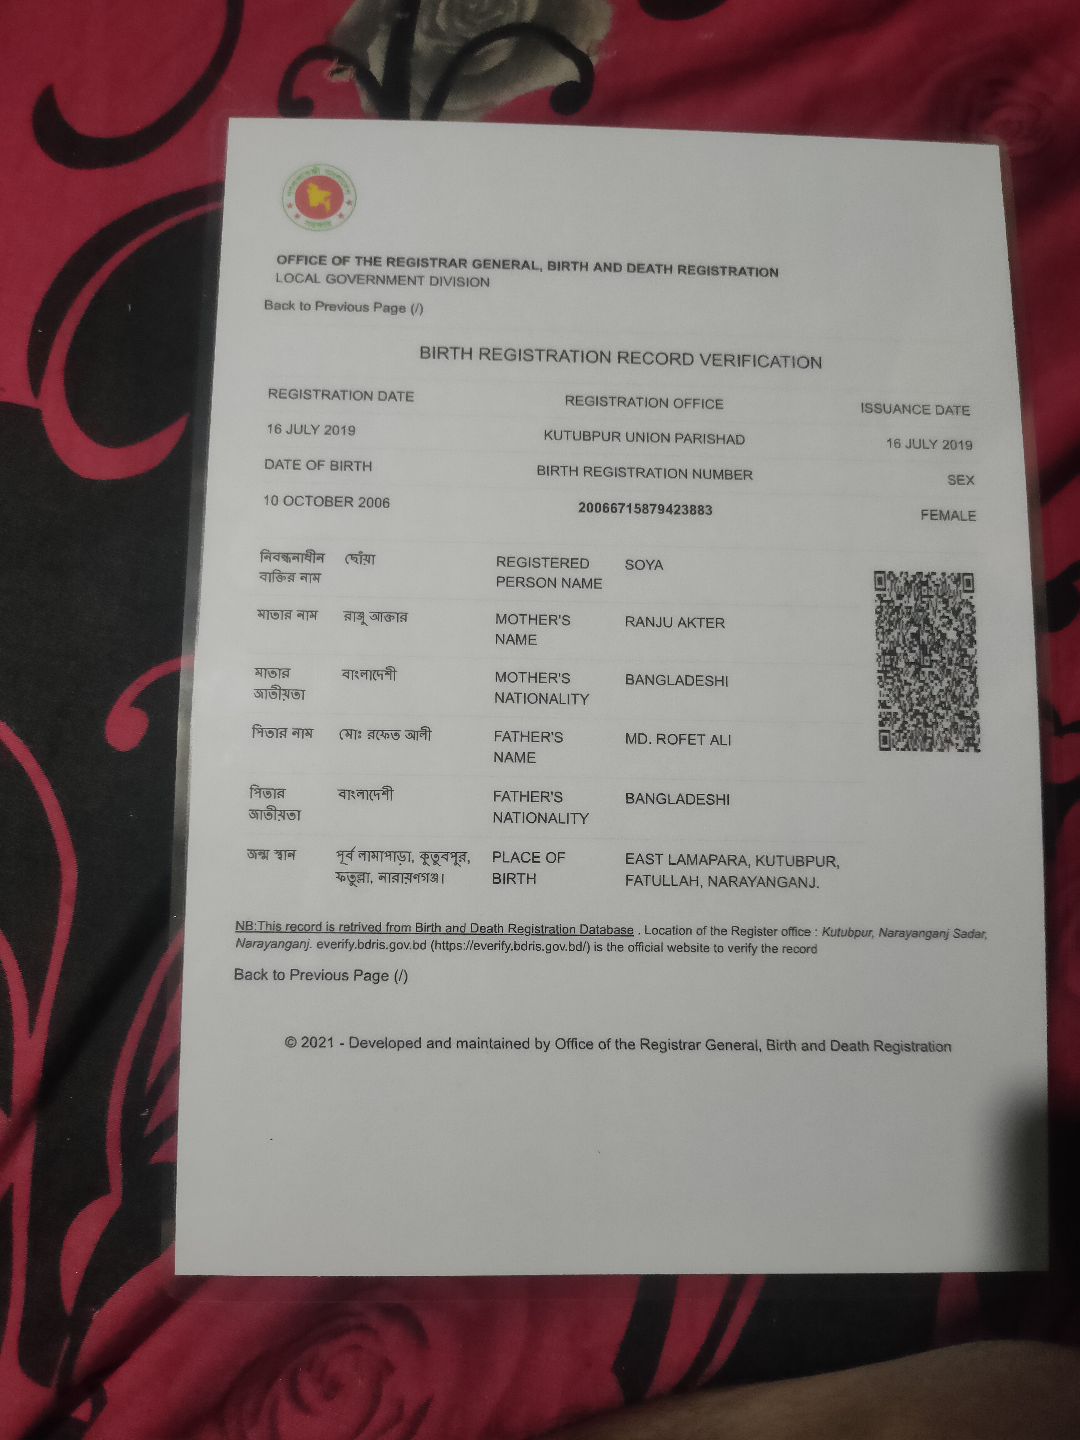 OFFICE OF THE REGISTRAR GENERAL, BIRTH AND DEATH REGISTRATION
LOCAL GOVERNMENT DIVISION
Back to Previous Page (/)
BIRTH REGISTRATION RECORD VERIFICATION
REGISTRATION DATE REGISTRATION OFFICE ISSUANCE DATE
16 JULY 2019 KUTUBPUR UNION PARISHAD 16 JULY 2019
DATE OF BIRTH BIRTH REGISTRATION NUMBER SEX
10 OCTOBER 2006 20066715879423883 FEMALE
নিবন্ধনাধীন ছোঁয়া REGISTERED SOYA
ব্যক্তির নাম PERSON NAME
মাতার নাম রাঞ্জু আক্তার MOTHER'S RANJU AKTER
NAME
মাতার বাংলাদেশী MOTHER'S BANGLADESHI
জাতীয়তা NATIONALITY
পিতার নাম মোঃ রফেত আলী FATHER'S MD. ROFET ALI
NAME
পিতার বাংলাদেশী FATHER'S BANGLADESHI
জাতীয়তা NATIONALITY
জন্ম স্থান পূর্ব লামাপাড়া, কুতুবপুর, PLACE OF EAST LAMAPARA, KUTUBPUR,
ফতুল্লা, নারায়ণগঞ্জ। BIRTH FATULLAH, NARAYANGANJ.
NB:This record is retrived from Birth and Death Registration Database . Location of the Register office : Kutubpur, Narayanganj Sadar,
Narayanganj. everify.bdris.gov.bd (https://everify.bdris.gov.bd/) is the official website to verify the record
Back to Previous Page (/)
© 2021 - Developed and maintained by Office of the Registrar General, Birth and Death Registration